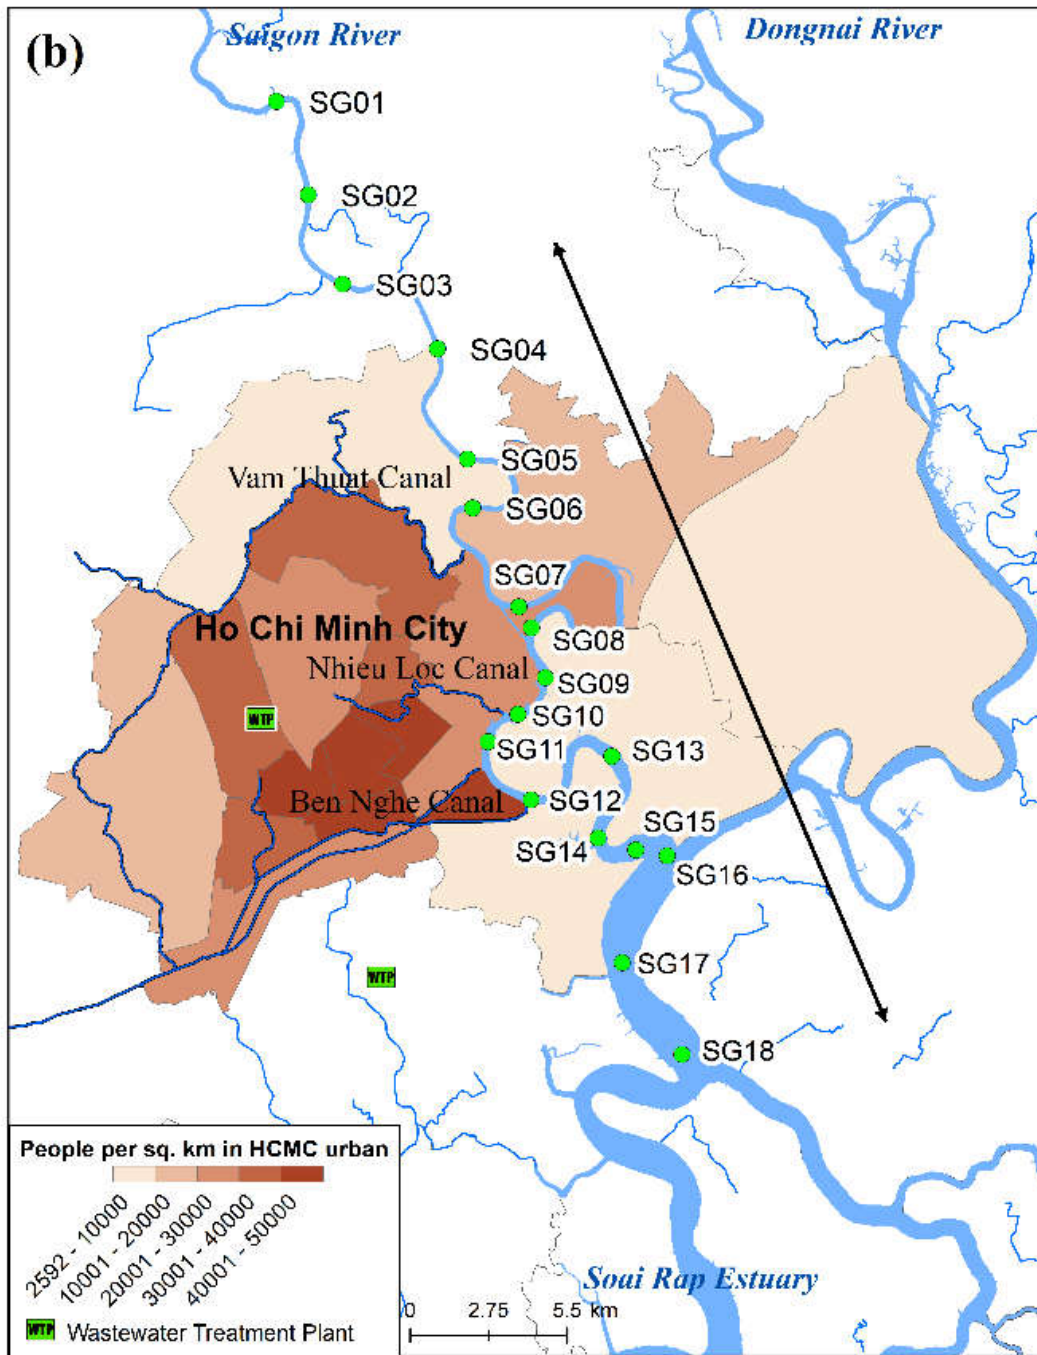 (b)
Saigon River
Dongnai River
SG01
SG02
SG03
SG04
SG05
Vam Thuat Canal
SG06
SG07
Ho Chi Minh City
SG08
Nhieu Loc Canal
SG09
WTP
SG10
SG11
SG13
Ben Nghe Canal
SG12
SG15
SG14
SG16
SG17
WTP
SG18
People per sq. km in HCMC urban
2592 - 10000
10001 - 20000
20001 - 30000
30001 - 40000
40001 - 50000
WTP Wastewater Treatment Plant
Soai Rap Estuary
0 2.75 5.5 km